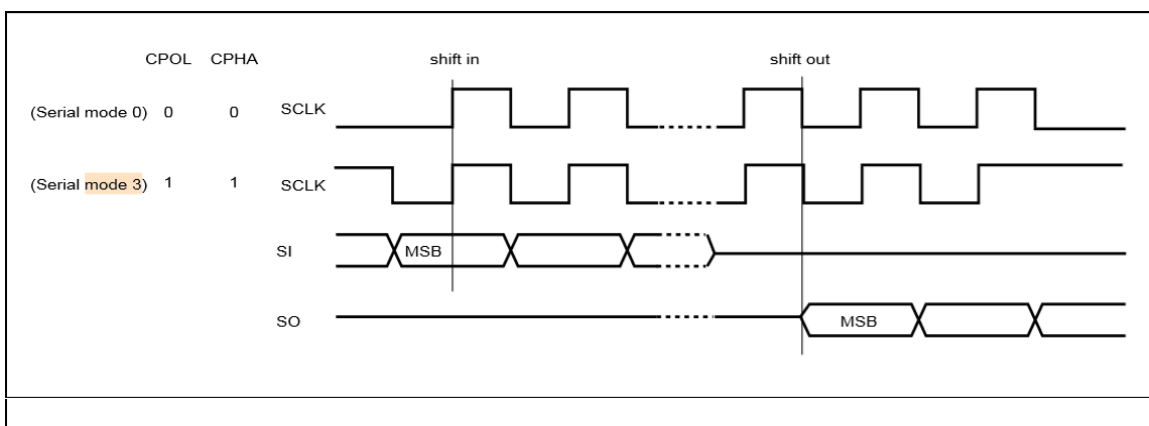 CPOL CPHA shift in shift out
(Serial mode 0) 0 0 SCLK
(Serial mode 3) 1 1 SCLK
SI MSB
SO MSB